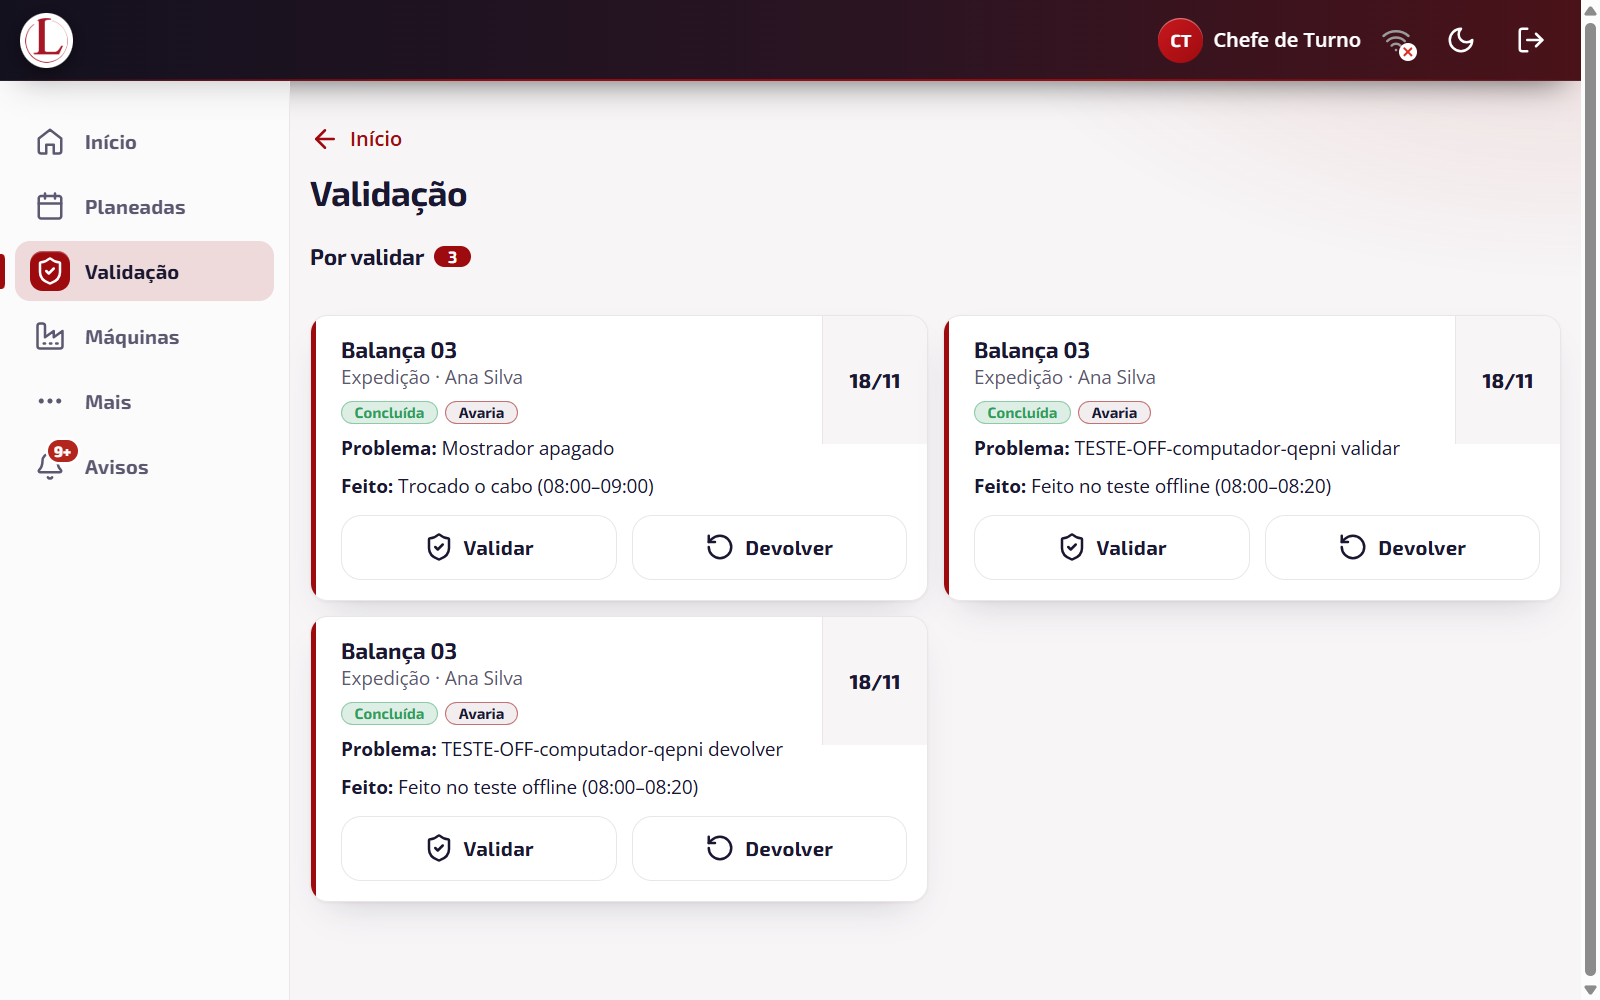 L
CT
Chefe de Turno
Início
Planeadas
Validação
Máquinas
Mais
9+
Avisos
Início
Validação
Por validar 3
Balança 03
Expedição · Ana Silva
18/11
Concluída
Avaria
Problema: Mostrador apagado
Feito: Trocado o cabo (08:00–09:00)
Validar
Devolver
Balança 03
Expedição · Ana Silva
18/11
Concluída
Avaria
Problema: TESTE-OFF-computador-qepni validar
Feito: Feito no teste offline (08:00–08:20)
Validar
Devolver
Balança 03
Expedição · Ana Silva
18/11
Concluída
Avaria
Problema: TESTE-OFF-computador-qepni devolver
Feito: Feito no teste offline (08:00–08:20)
Validar
Devolver